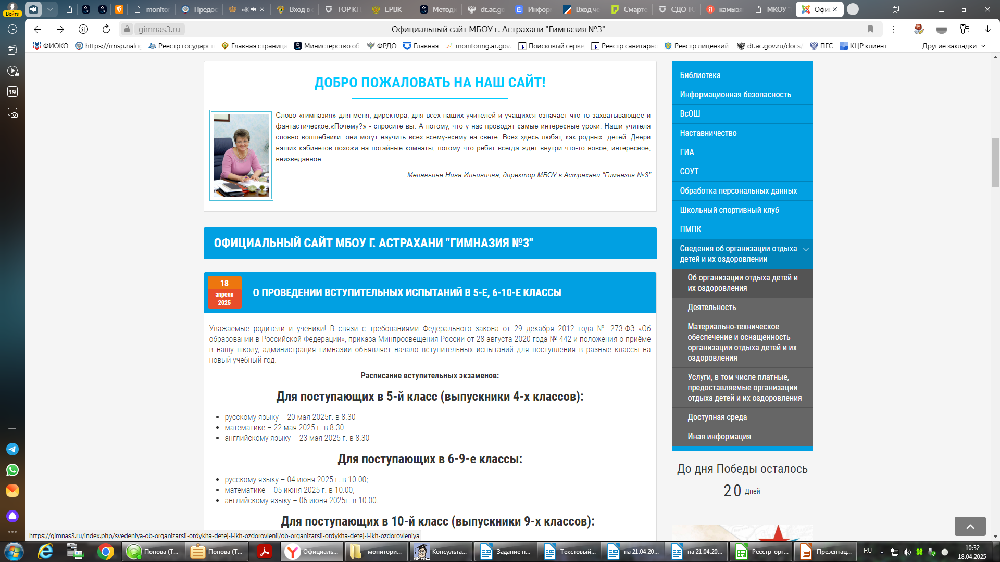 Войти
monitor
Предос
«К
Вход в с
ТОР КН
ЕРВК
Методи
dt.ac.go
Инфор
Вход че
Смарте
СДО ТО
камызя
МКОУ "
Офи
gimnas3.ru
Официальный сайт МБОУ г. Астрахани "Гимназия №3"
ФИОКО
https://rmsp.nalog
Реестр государст
Главная страница
Министерство об
ФРДО
Главная
monitoring.ar.gov.
Поисковый серве
Реестр санитарно
Реестр лицензий
dt.ac.gov.ru/docs/
ПГС
КЦР клиент
Другие закладки
19
ДОБРО ПОЖАЛОВАТЬ НА НАШ САЙТ!
Слово «гимназия» для меня, директора, для всех наших учителей и учащихся означает что-то захватывающее и
фантастическое.«Почему?» - спросите вы. А потому, что у нас проводят самые интересные уроки. Наши учителя
словно волшебники: они могут научить всех всему-всему на свете. Всех здесь любят, как родных· детей. Двери
наших кабинетов похожи на потайные комнаты, потому что ребят всегда ждет внутри что-то новое, интересное,
неизведанное...
Меланьина Нина Ильинична, директор МБОУ г.Астрахани "Гимназия №3"
ОФИЦИАЛЬНЫЙ САЙТ МБОУ Г. АСТРАХАНИ "ГИМНАЗИЯ №3"
18
апреля
2025
О ПРОВЕДЕНИИ ВСТУПИТЕЛЬНЫХ ИСПЫТАНИЙ В 5-Е, 6-10-Е КЛАССЫ
Уважаемые родители и ученики! В связи с требованиями Федерального закона от 29 декабря 2012 года № 273-ФЗ «Об
образовании в Российской Федерации», приказа Минпросвещения России от 28 августа 2020 года № 442 и положения о приёме
в нашу школу, администрация гимназии объявляет начало вступительных испытаний для поступления в разные классы на
новый учебный год.
Расписание вступительных экзаменов:
Для поступающих в 5-й класс (выпускники 4-х классов):
русскому языку – 20 мая 2025г. в 8.30
математике – 22 мая 2025 г. в 8.30
английскому языку – 23 мая 2025 г. в 8.30
Для поступающих в 6-9-е классы:
русскому языку – 04 июня 2025 г. в 10.00;
математике – 05 июня 2025 г. в 10.00,
английскому языку – 06 июня 2025г. в 10.00.
Для поступающих в 10-й класс (выпускники 9-х классов):
Библиотека
Информационная безопасность
ВсОШ
Наставничество
ГИА
СОУТ
Обработка персональных данных
Школьный спортивный клуб
ПМПК
Сведения об организации отдыха
детей и их оздоровлении
Об организации отдыха детей и
их оздоровления
Деятельность
Материально-техническое
обеспечение и оснащенность
организации отдыха детей и их
оздоровления
Услуги, в том числе платные,
предоставляемые организации
отдыха детей и их оздоровления
Доступная среда
Иная информация
До дня Победы осталось
20 Дней
https://gimnas3.ru/index.php/svedeniya-ob-organizatsii-otdykha-detej-i-ikh-ozdorovlenii/ob-organizatsii-otdykha-detej-i-ikh-ozdorovleniya
Попова (Т...
Попова (Т...
Официаль...
мониторі...
Консульта...
Задание п...
Текстовый...
на 21.04.20...
на 21.04.20...
Реестр-орг...
Презентац...
RU
10:32
18.04.2025